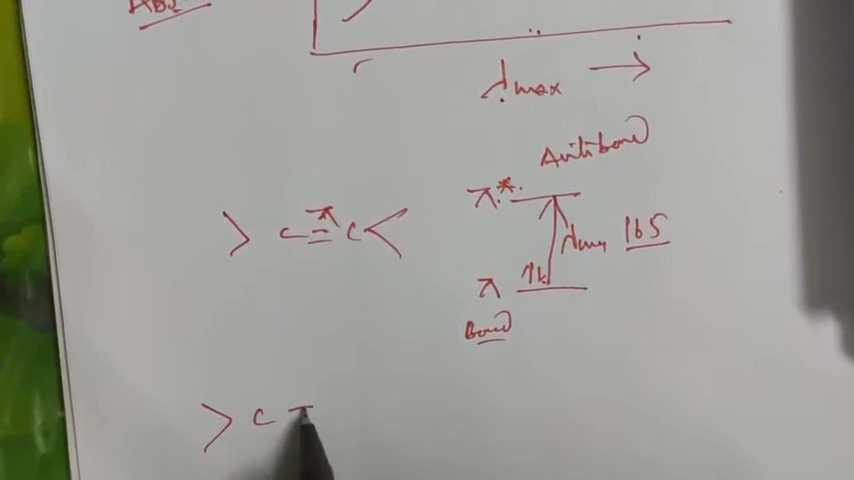 Abs
λmax →
Antibond
π*
> C = C < π
λmax 165
π
Bond
> C =